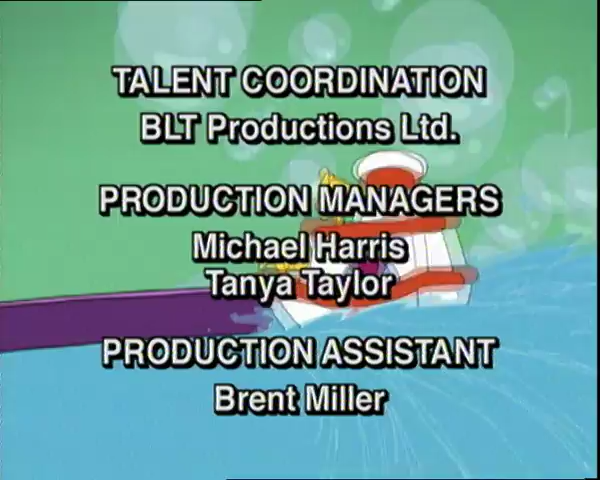 TALENT COORDINATION
BLT Productions Ltd.
PRODUCTION MANAGERS
Michael Harris
Tanya Taylor
PRODUCTION ASSISTANT
Brent Miller